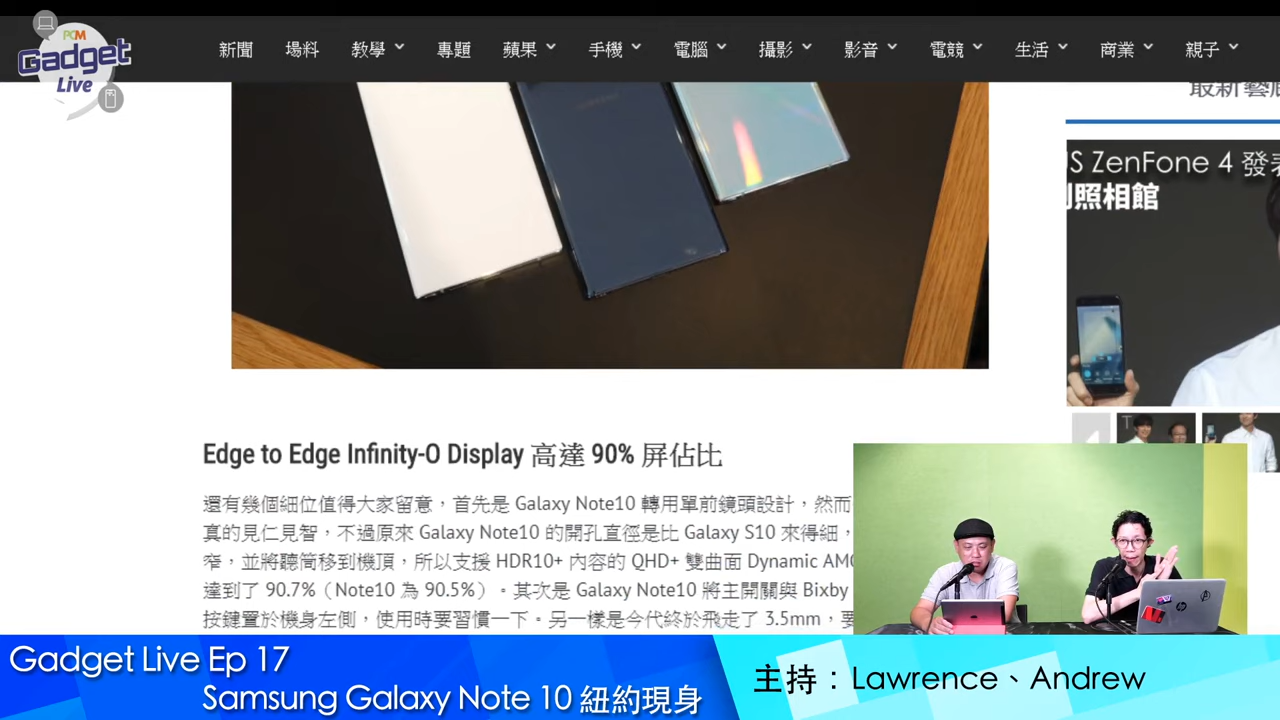 PCM
Gadget
Live
新聞 場料 教學 專題 蘋果 手機 電腦 攝影 影音 電競 生活 商業 親子
最新藝廊
US ZenFone 4 發表
照相館
Edge to Edge Infinity-O Display 高達 90% 屏佔比
還有幾個細位值得大家留意，首先是 Galaxy Note10 轉用單前鏡頭設計，然而
真的見仁見智，不過原來 Galaxy Note10 的開孔直徑是比 Galaxy S10 來得細，
窄，並將聽筒移到機頂，所以支援 HDR10+ 內容的 QHD+ 雙曲面 Dynamic AMO
達到了 90.7%（Note10 為 90.5%）。其次是 Galaxy Note10 將主開關與 Bixby
按鍵置於機身左側，使用時要習慣一下。另一樣是今代終於飛走了 3.5mm，要
hp
Gadget Live Ep 17
Samsung Galaxy Note 10 紐約現身
主持：Lawrence、Andrew